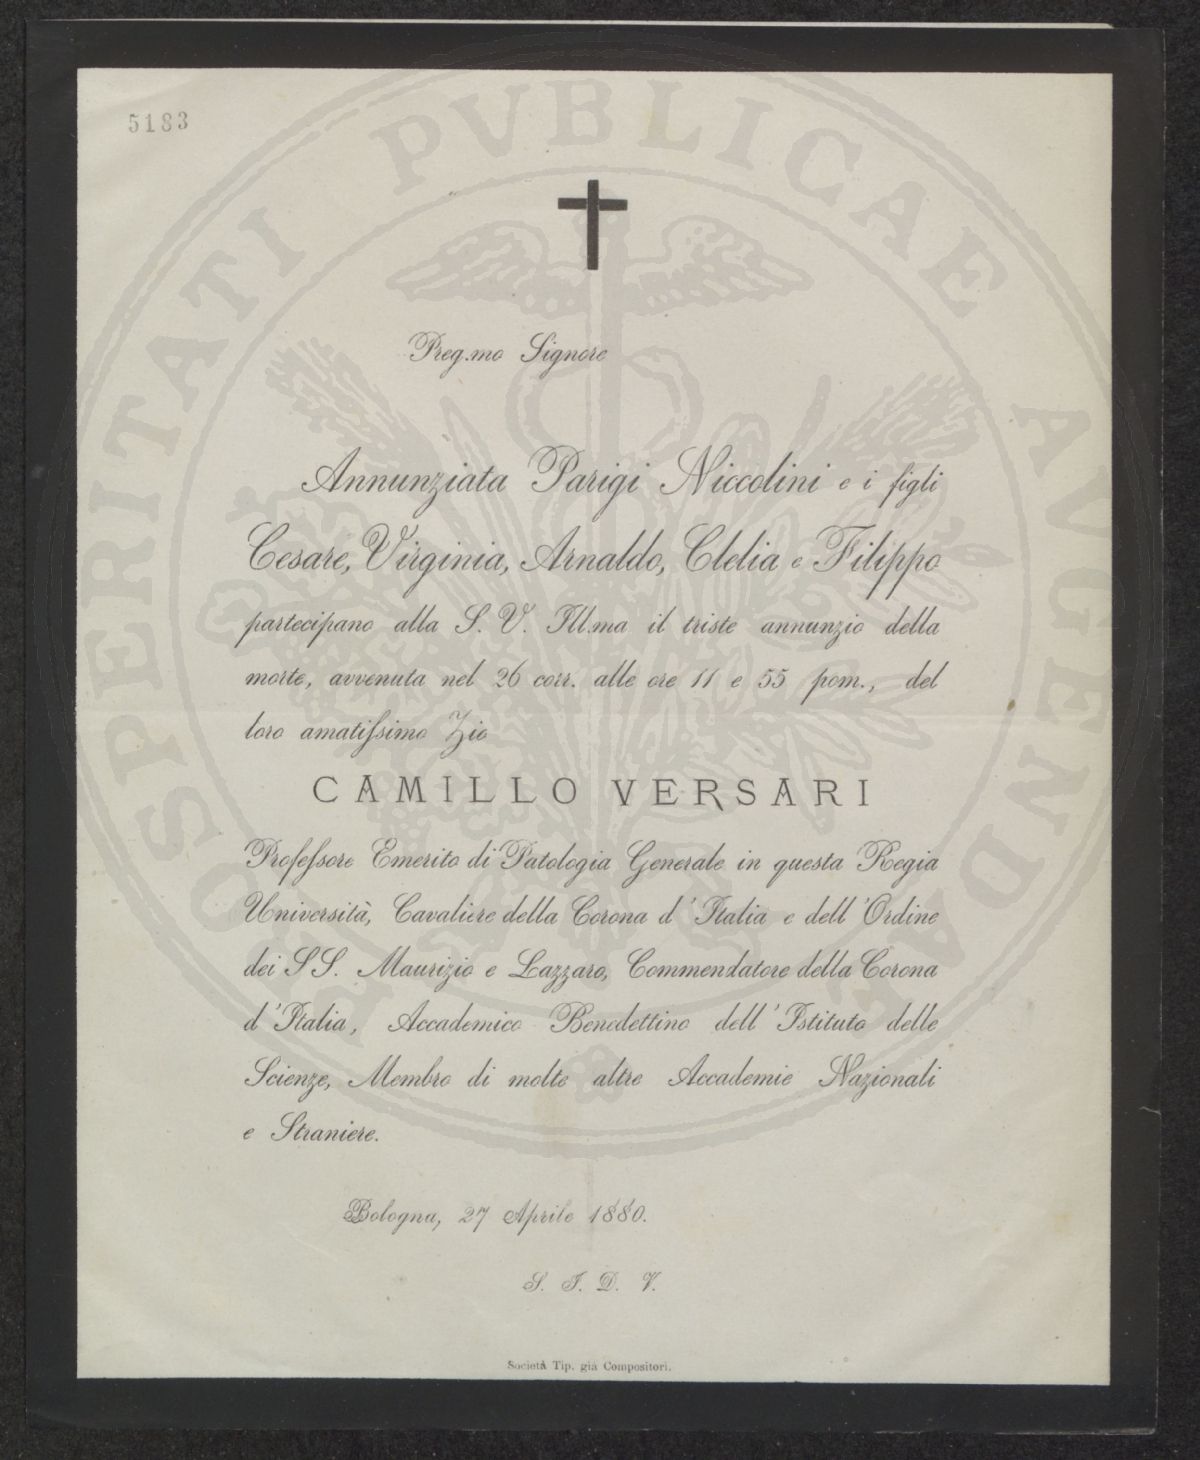 5183
PROSPERITATI PVBLICAE AVGENDAE
Preg.mo Signore
Annunziata Parigi Niccolini e i figli
Cesare, Virginia, Arnaldo, Clelia e Filippo
partecipano alla S. V. Ill.ma il triste annunzio della
morte, avvenuta nel 26 corr. alle ore 11 e 55 pom., del
loro amatissimo Zio
CAMILLO VERSARI
Professore Emerito di Patologia Generale in questa Regia
Università, Cavaliere della Corona d'Italia e dell'Ordine
dei SS. Maurizio e Lazzaro, Commendatore della Corona
d'Italia, Accademico Benedettino dell'Istituto delle
Scienze, Membro di molte altre Accademie Nazionali
e Straniere.
Bologna, 27 Aprile 1880.
S. I. D. V.
Società Tip. già Compositori.